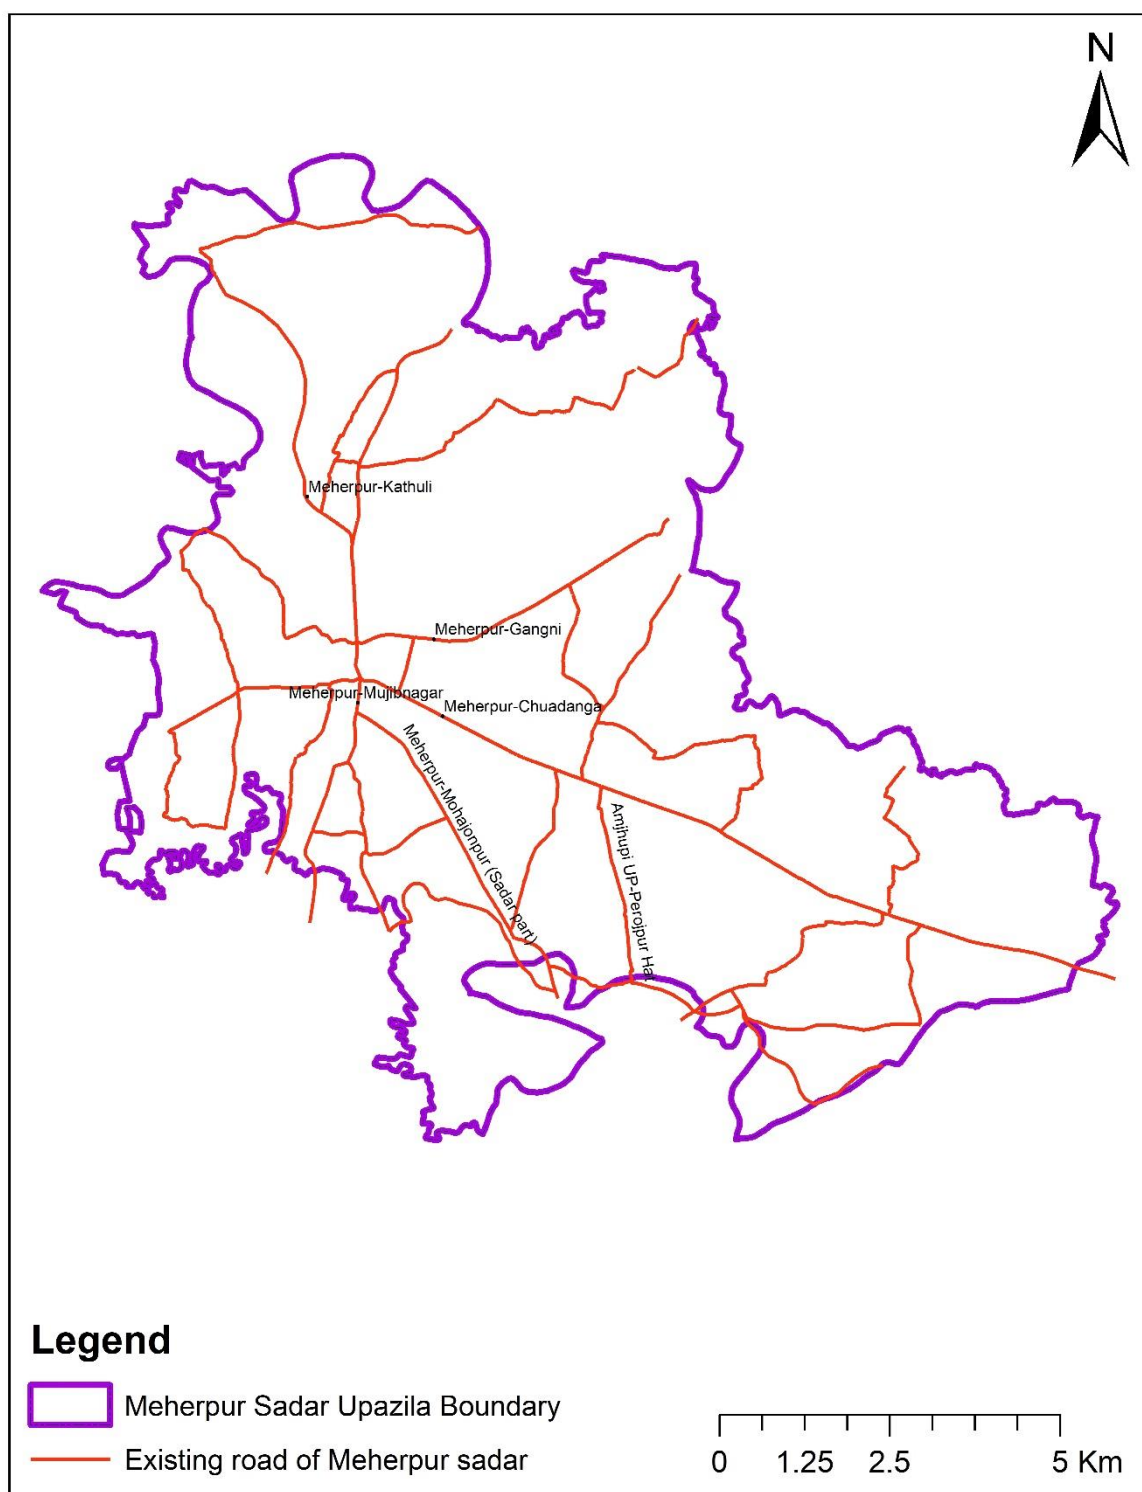 N
Meherpur-Kathuli
Meherpur-Gangni
Meherpur-Mujibnagar
Meherpur-Chuadanga
Meherpur-Mohajonpur (Sadar part)
Amjhupi UP-Perojpur Hat
Legend
Meherpur Sadar Upazila Boundary
Existing road of Meherpur sadar
0 1.25 2.5 5 Km